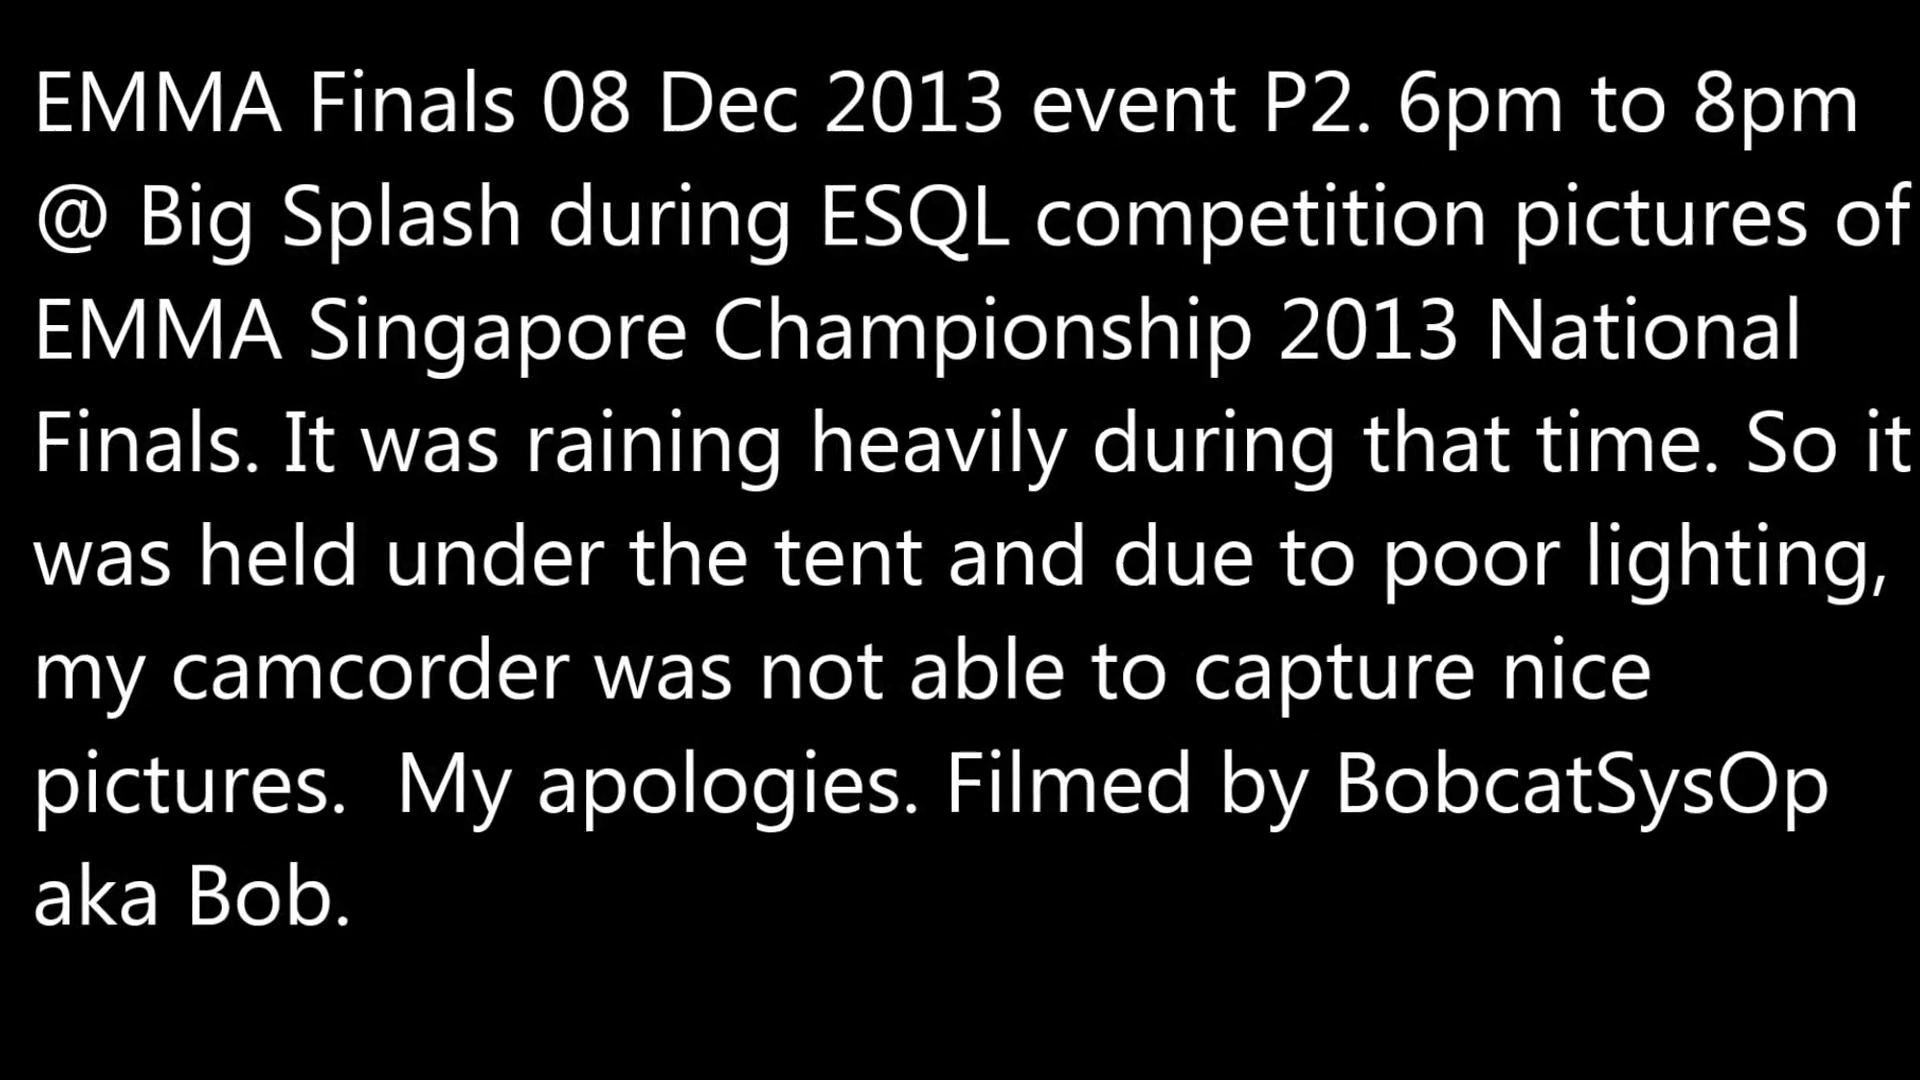 EMMA Finals 08 Dec 2013 event P2. 6pm to 8pm
@ Big Splash during ESQL competition pictures of
EMMA Singapore Championship 2013 National
Finals. It was raining heavily during that time. So it
was held under the tent and due to poor lighting,
my camcorder was not able to capture nice
pictures.  My apologies. Filmed by BobcatSysOp
aka Bob.